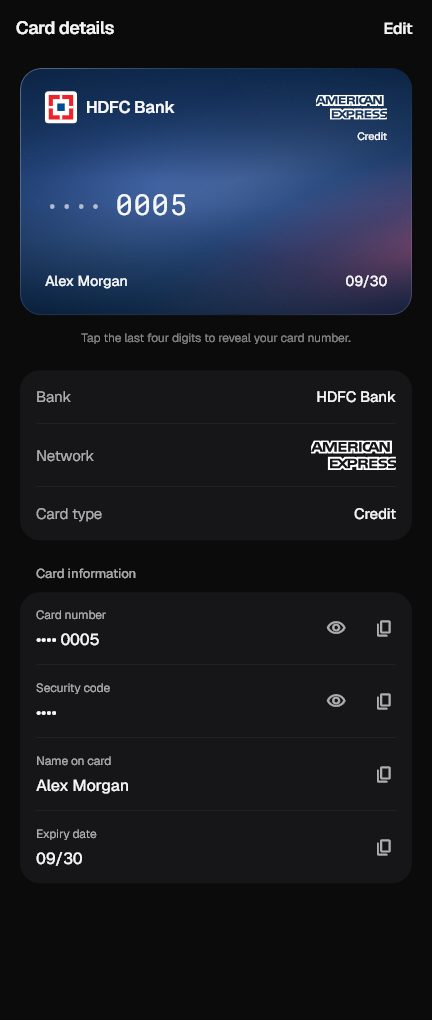 Card details
Edit
HDFC Bank
AMERICAN
EXPRESS
Credit
•••• 0005
Alex Morgan
09/30
Tap the last four digits to reveal your card number.
Bank
HDFC Bank
Network
AMERICAN
EXPRESS
Card type
Credit
Card information
Card number
•••• 0005
Security code
••••
Name on card
Alex Morgan
Expiry date
09/30